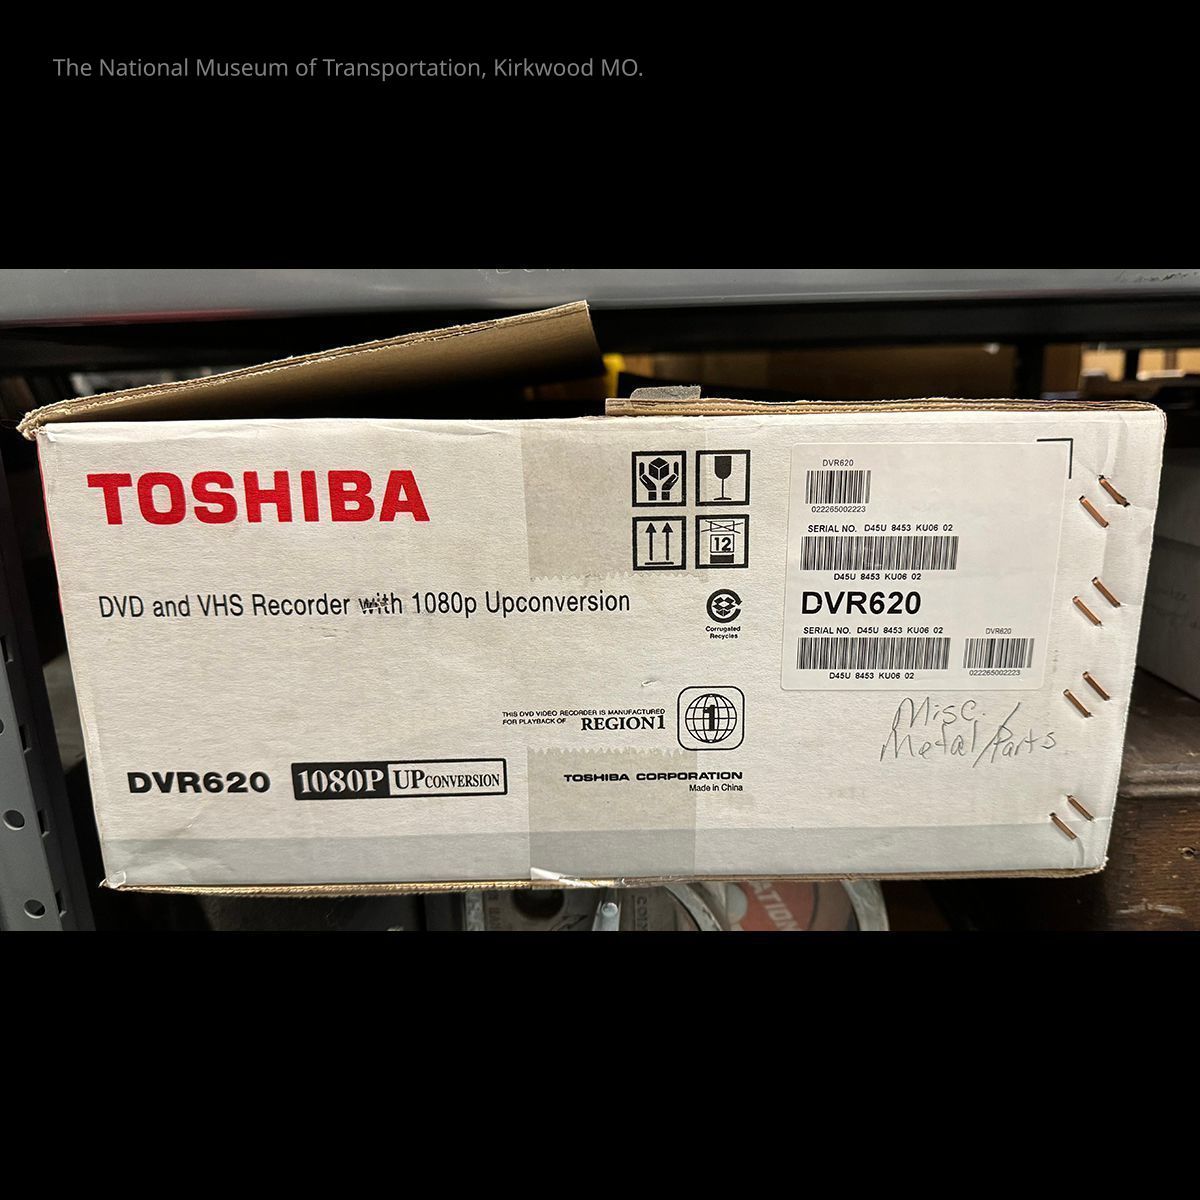 The National Museum of Transportation, Kirkwood MO.
TOSHIBA
DVD and VHS Recorder with 1080p Upconversion
THIS DVD VIDEO RECORDER IS MANUFACTURED
FOR PLAYBACK OF REGION1
1
DVR620 1080P UPCONVERSION
TOSHIBA CORPORATION
Made in China
12
Corrugated
Recycles
DVR620
022265002223
SERIAL NO. D45U 8453 KU06 02
D45U 8453 KU06 02
DVR620
SERIAL NO. D45U 8453 KU06 02
D45U 8453 KU06 02
DVR620
022265002223
Misc.
Metal/Parts